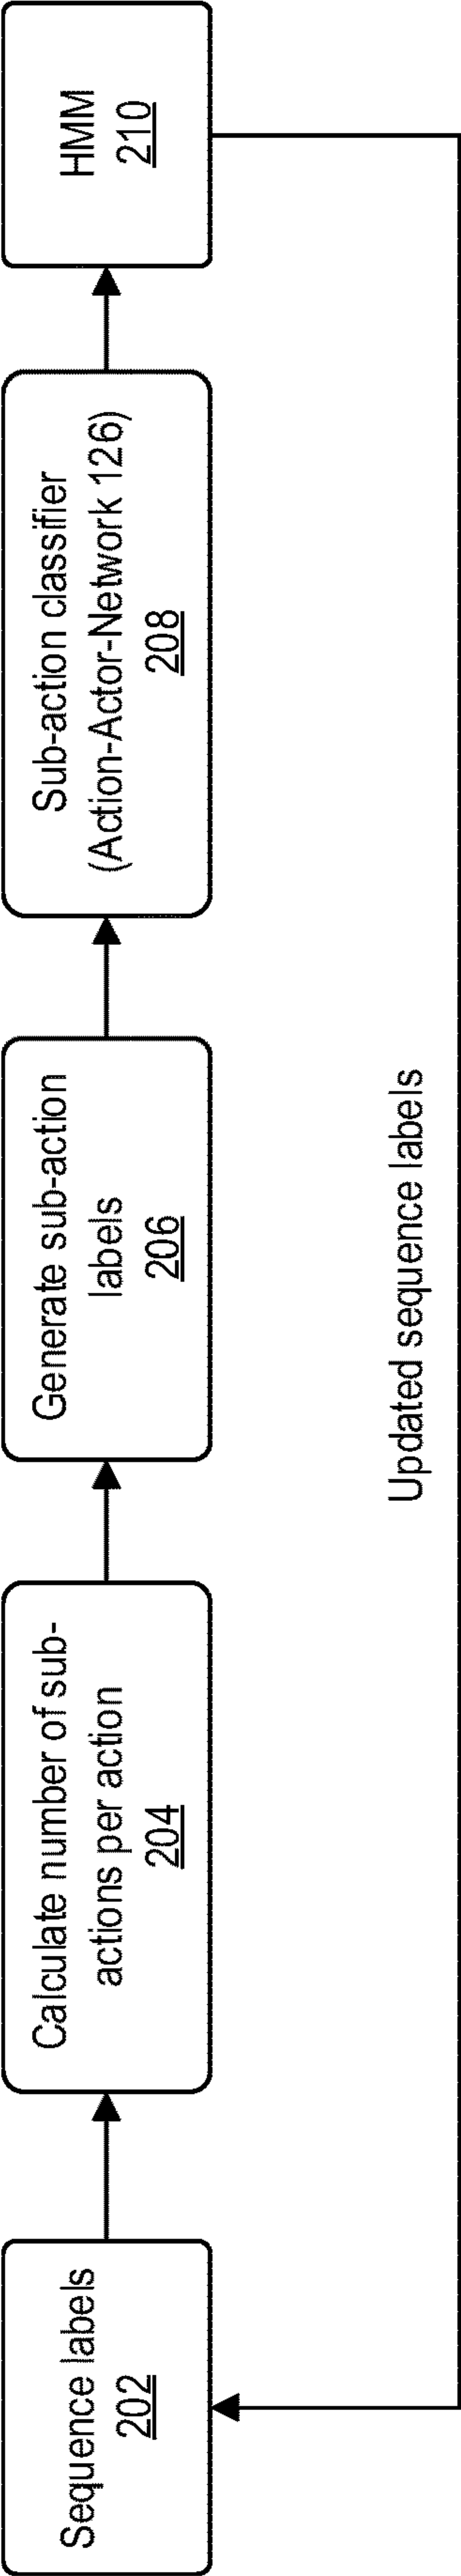 Sequence labels
202
Calculate number of sub-
actions per action
204
Generate sub-action
labels
206
Sub-action classifier
(Action-Actor-Network 126)
208
HMM
210
Updated sequence labels